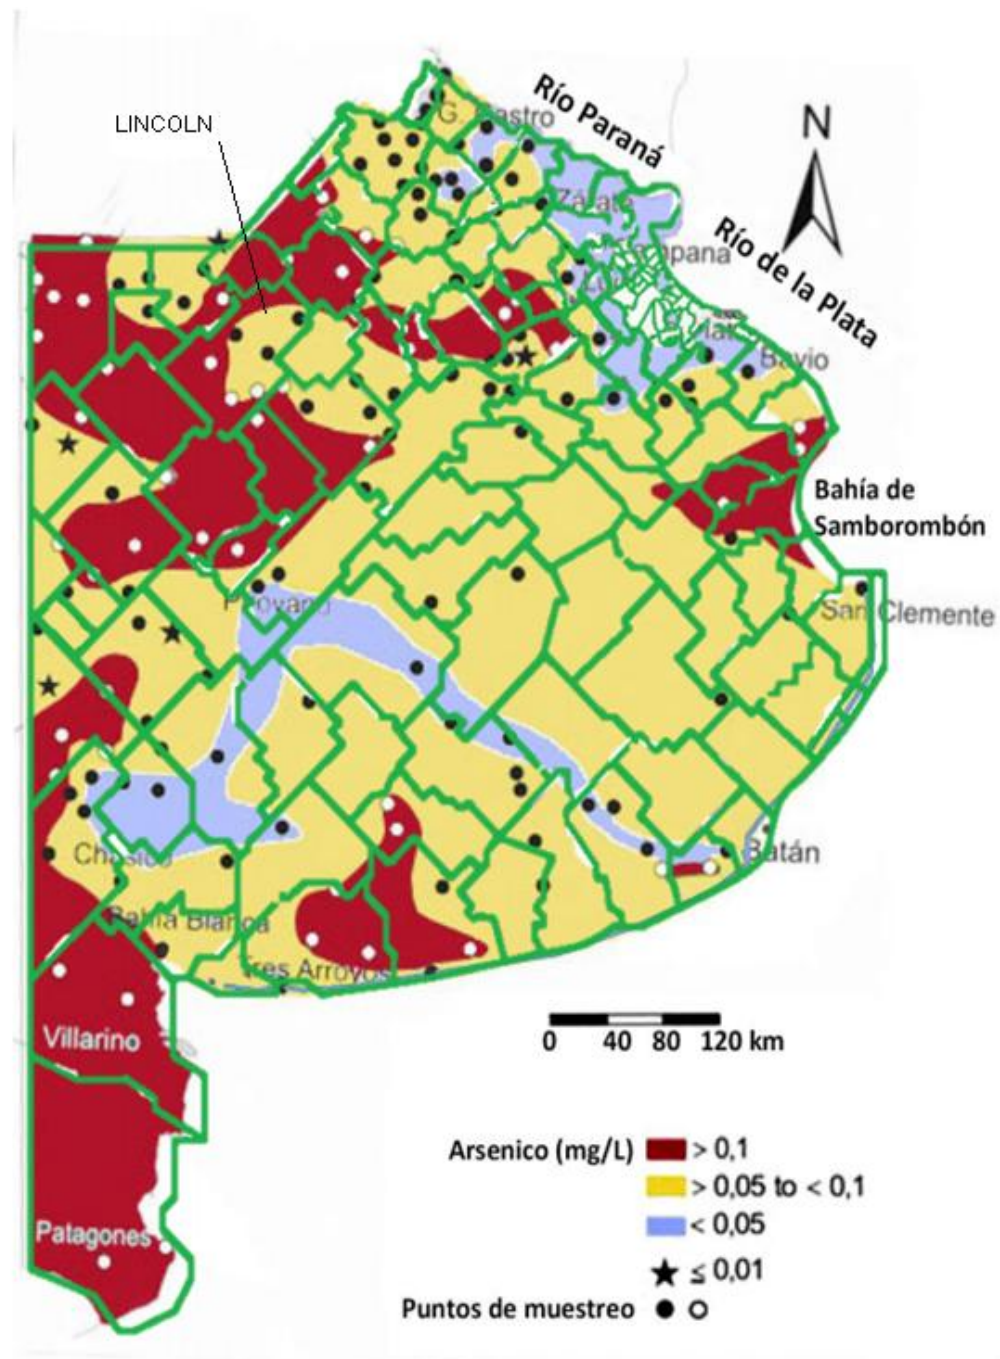 LINCOLN
G. Castro
Río Paraná
N
Zárate
Campana
Río de la Plata
Bavio
Bahía de
Samborombón
San Clemente
Pirovano
Batán
Chasicó
Bahía Blanca
Tres Arroyos
Villarino
0 40 80 120 km
Arsenico (mg/L) > 0,1
> 0,05 to < 0,1
< 0,05
≤ 0,01
Patagones
Puntos de muestreo